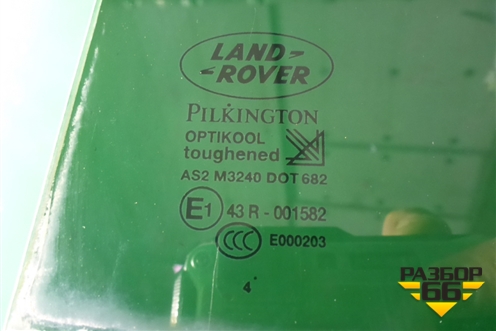 LAND-
-ROVER
PILKINGTON
OPTIKOOL
toughened
AS2 M3240 DOT 682
E1 43 R - 001582
CCC E000203
4
РАЗБОР
66